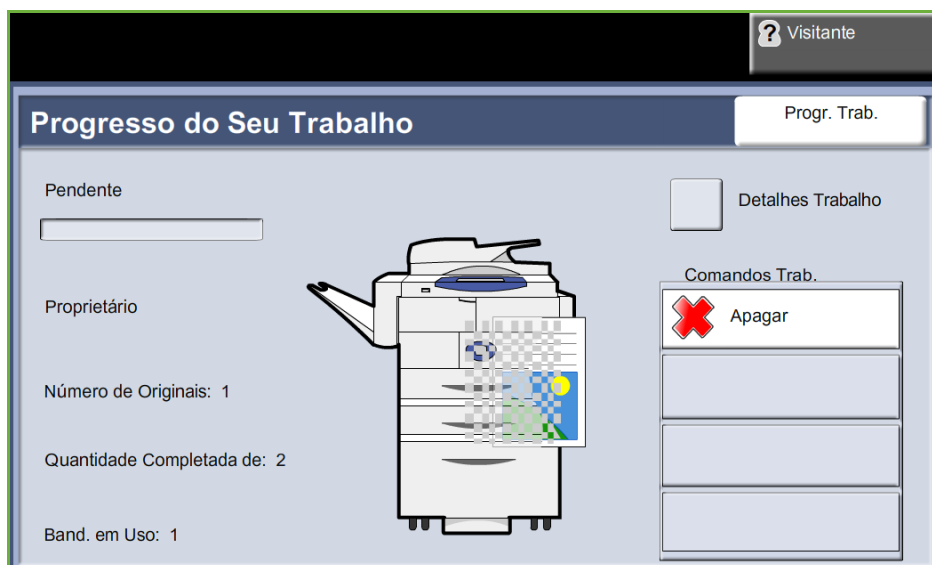 Visitante
Progresso do Seu Trabalho
Progr. Trab.
Pendente
Detalhes Trabalho
Comandos Trab.
Proprietário
Apagar
Número de Originais: 1
Quantidade Completada de: 2
Band. em Uso: 1